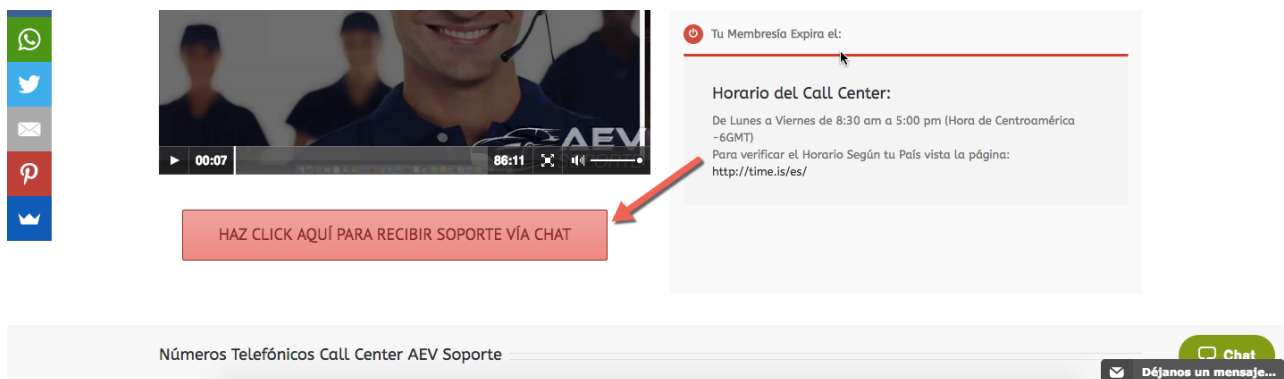 Tu Membresía Expira el:
Horario del Call Center:
De Lunes a Viernes de 8:30 am a 5:00 pm (Hora de Centroamérica
-6GMT)
Para verificar el Horario Según tu País vista la página:
http://time.is/es/
AEV
00:07
86:11
HAZ CLICK AQUÍ PARA RECIBIR SOPORTE VÍA CHAT
Números Telefónicos Call Center AEV Soporte
Chat
Déjanos un mensaje...